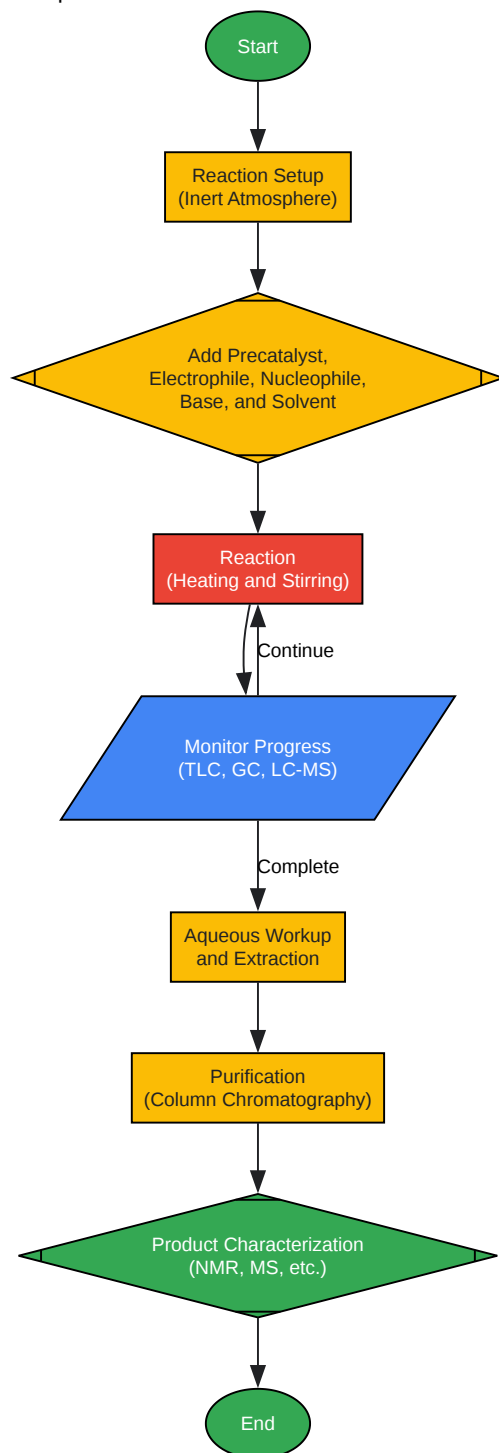 Start
Reaction Setup
(Inert Atmosphere)
Add Precatalyst,
Electrophile, Nucleophile,
Base, and Solvent
Reaction
(Heating and Stirring)
Continue
Monitor Progress
(TLC, GC, LC-MS)
Complete
Aqueous Workup
and Extraction
Purification
(Column Chromatography)
Product Characterization
(NMR, MS, etc.)
End